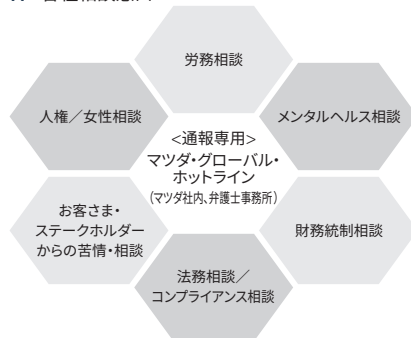 労務相談
人権／女性相談
メンタルヘルス相談
<通報専用>
マツダ・グローバル・
ホットライン
(マツダ社内、弁護士事務所)
お客さま・
ステークホルダー
からの苦情・相談
財務統制相談
法務相談／
コンプライアンス相談